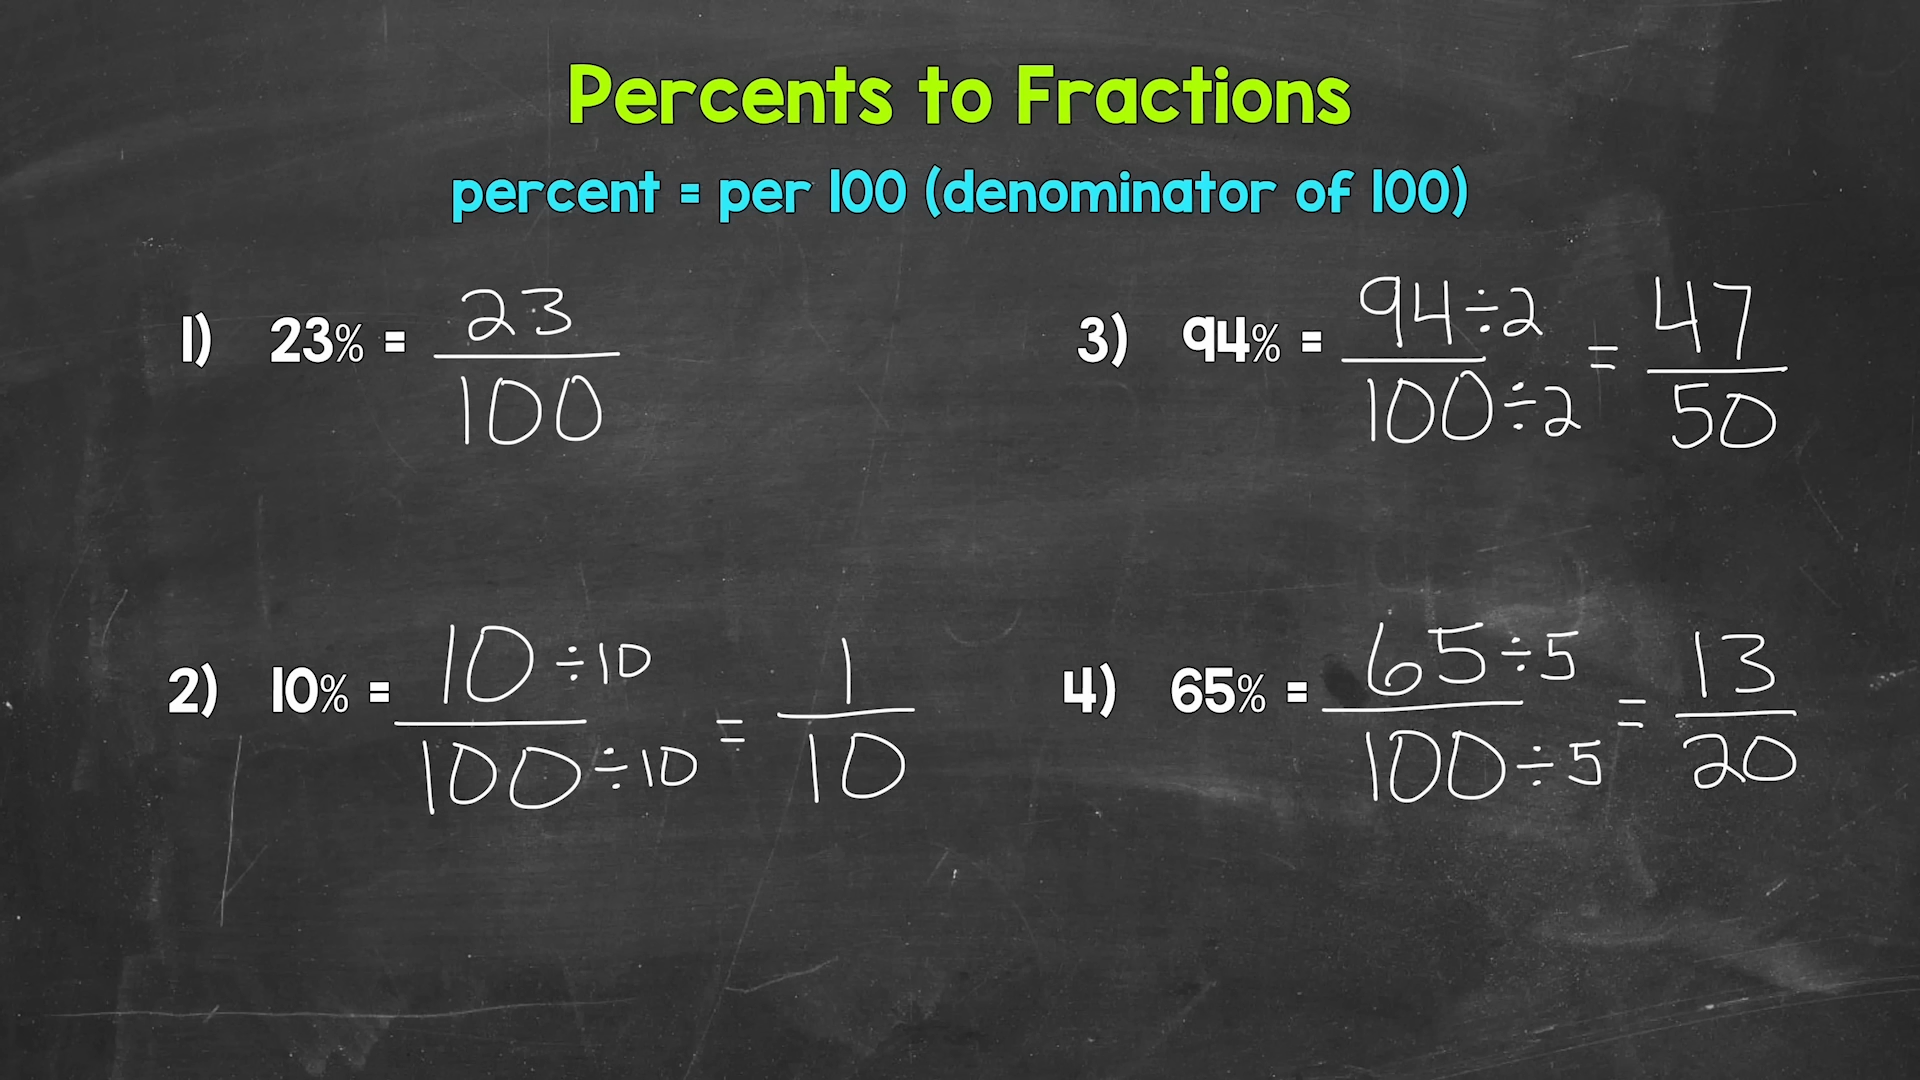 Percents to Fractions
percent = per 100 (denominator of 100)
1) 23% = 23/100
2) 10% = 10÷10/100÷10 = 1/10
3) 94% = 94÷2/100÷2 = 47/50
4) 65% = 65÷5/100÷5 = 13/20